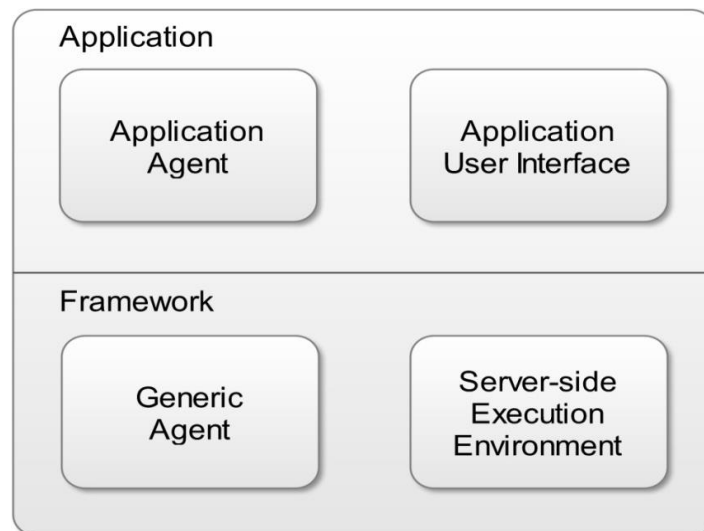 Application
Application
Agent
Application
User Interface
Framework
Generic
Agent
Server-side
Execution
Environment